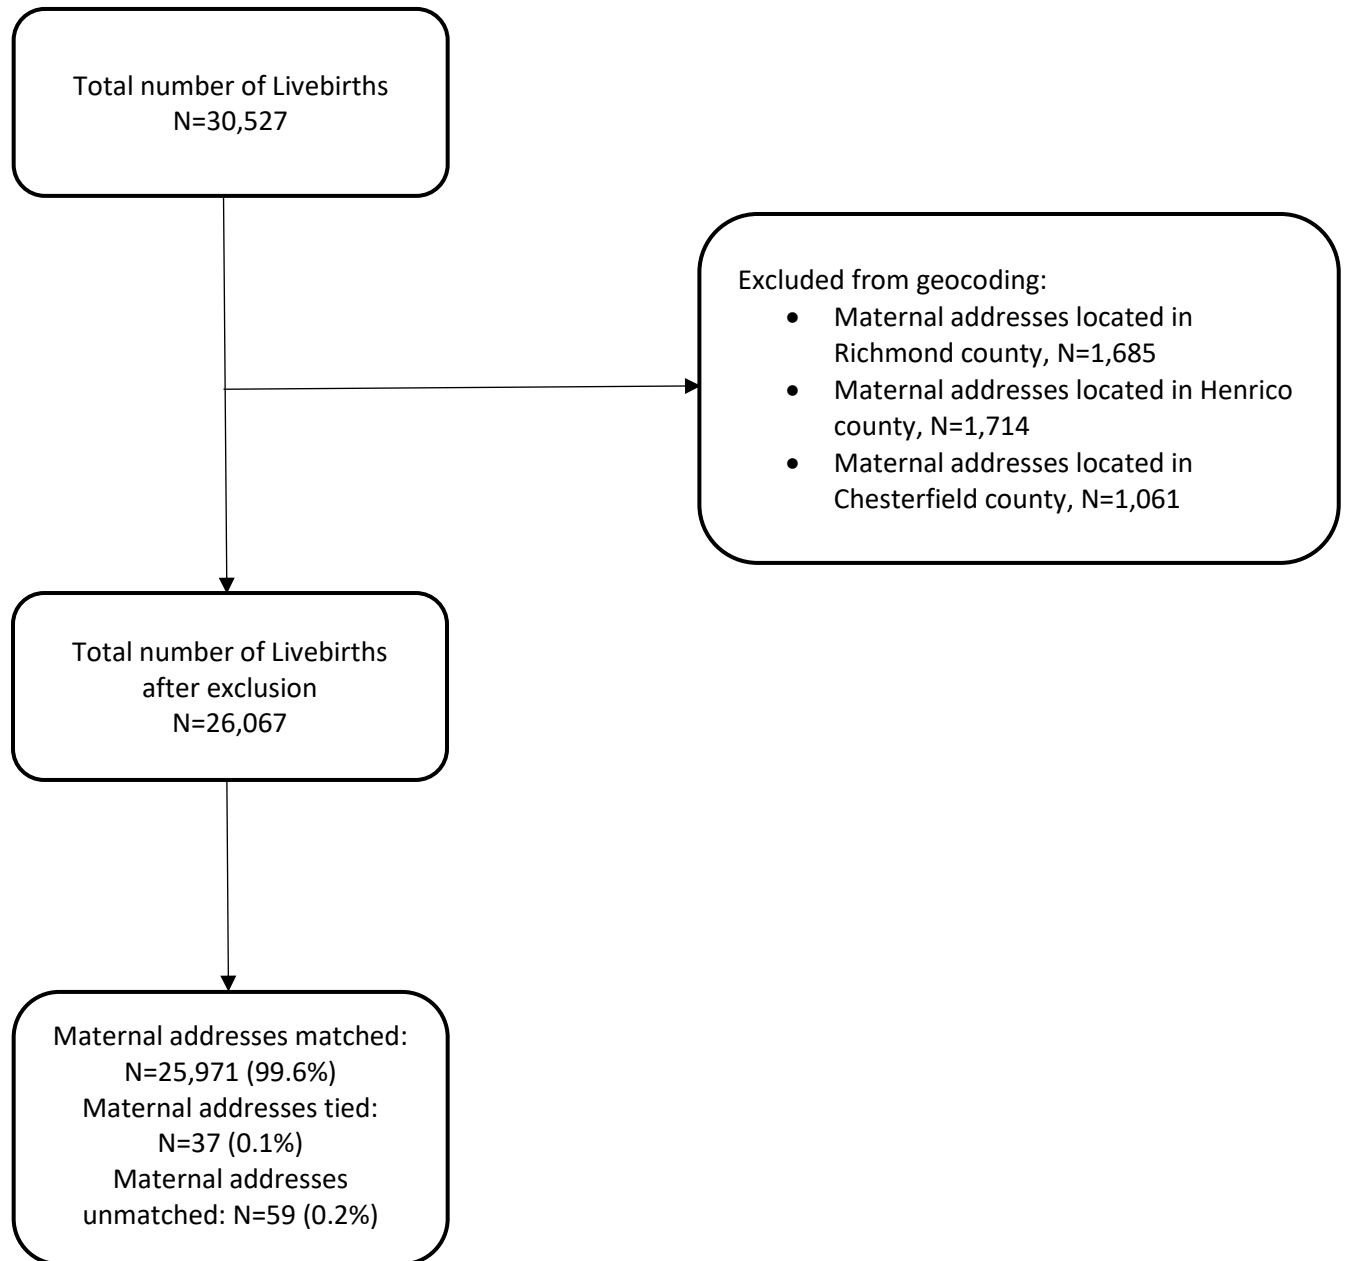 Total number of Livebirths
N=30,527
Excluded from geocoding:
• Maternal addresses located in
Richmond county, N=1,685
• Maternal addresses located in Henrico
county, N=1,714
• Maternal addresses located in
Chesterfield county, N=1,061
Total number of Livebirths
after exclusion
N=26,067
Maternal addresses matched:
N=25,971 (99.6%)
Maternal addresses tied:
N=37 (0.1%)
Maternal addresses
unmatched: N=59 (0.2%)